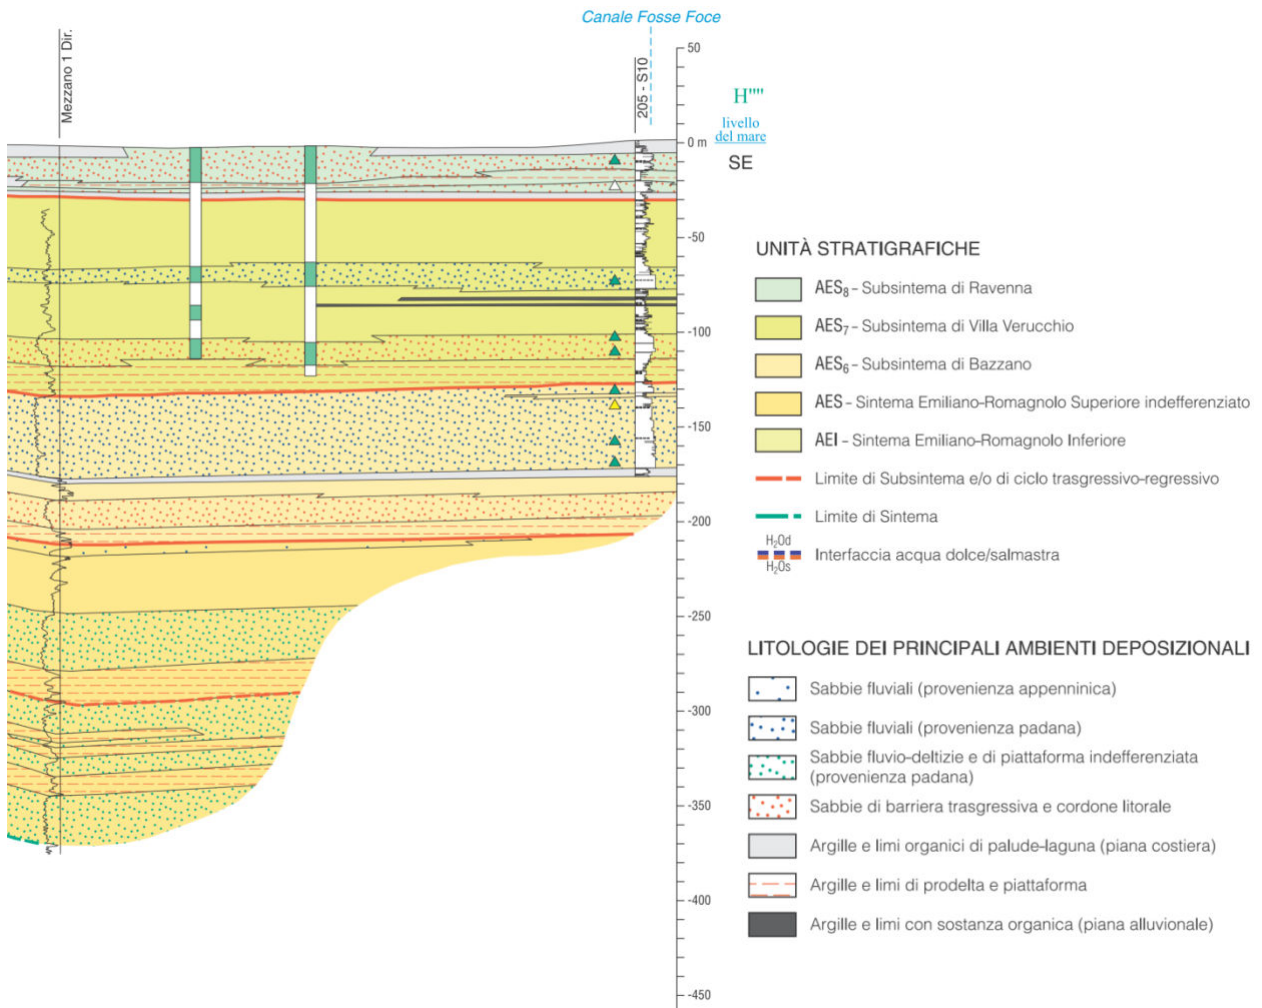 Canale Fosse Foce
Mezzano 1 Dir.
205 - S10
50
H""
livello
del mare
0 m
SE
-50
-100
-150
-200
-250
-300
-350
-400
-450
UNITÀ STRATIGRAFICHE
AES8 – Subsintema di Ravenna
AES7 – Subsintema di Villa Verucchio
AES6 – Subsintema di Bazzano
AES – Sintema Emiliano-Romagnolo Superiore indefferenziato
AEI – Sintema Emiliano-Romagnolo Inferiore
Limite di Subsintema e/o di ciclo trasgressivo-regressivo
Limite di Sintema
H2Od
Interfaccia acqua dolce/salmastra
H2Os
LITOLOGIE DEI PRINCIPALI AMBIENTI DEPOSIZIONALI
Sabbie fluviali (provenienza appenninica)
Sabbie fluviali (provenienza padana)
Sabbie fluvio-deltizie e di piattaforma indefferenziata
(provenienza padana)
Sabbie di barriera trasgressiva e cordone litorale
Argille e limi organici di palude-laguna (piana costiera)
Argille e limi di prodelta e piattaforma
Argille e limi con sostanza organica (piana alluvionale)